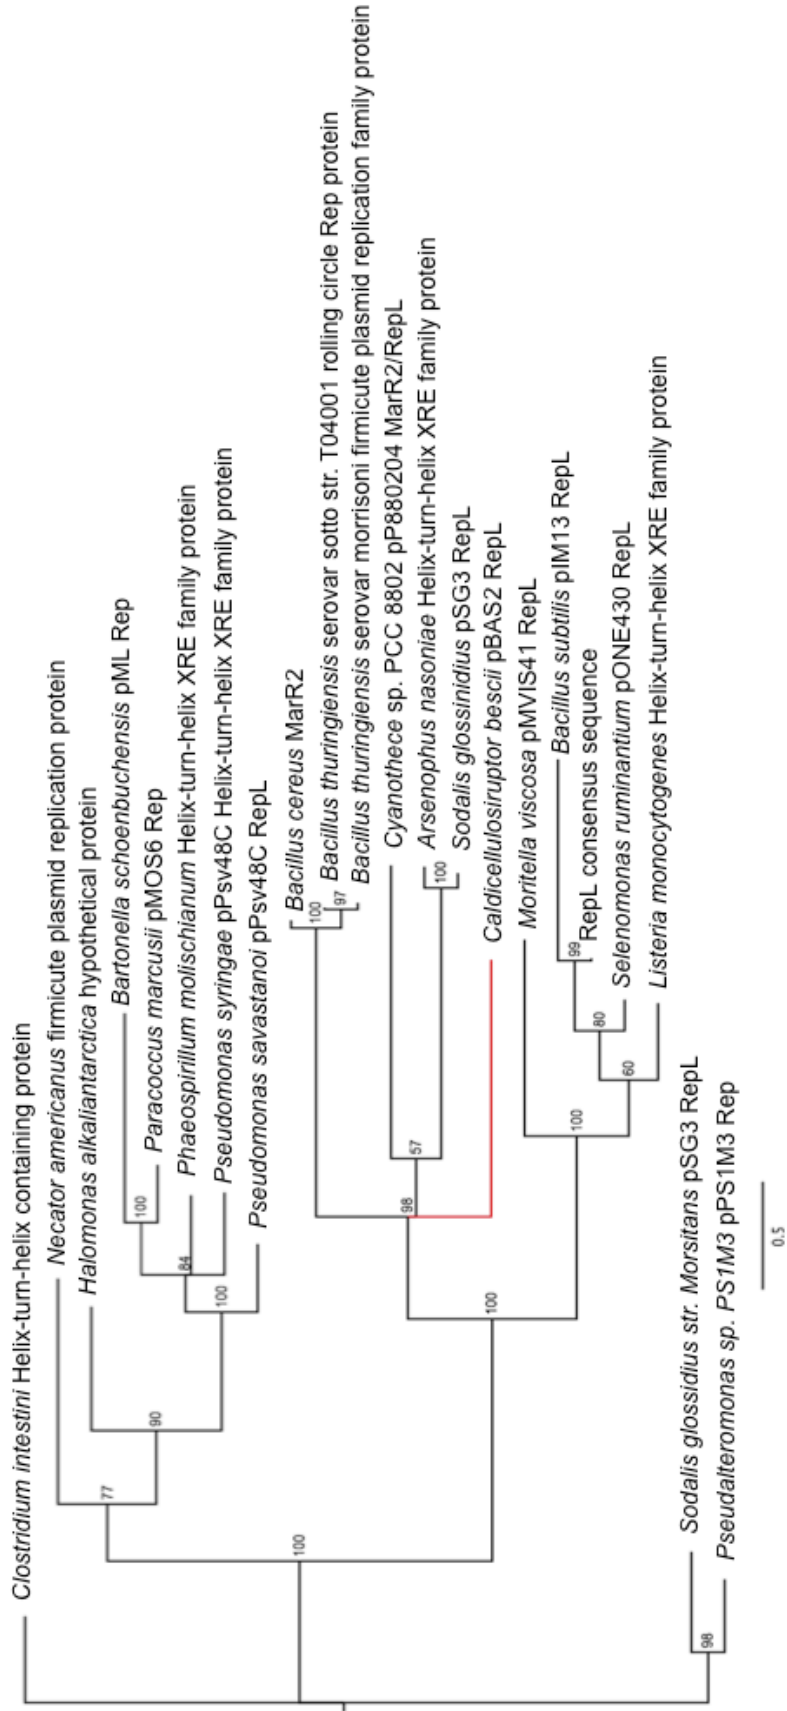 Clostridium intestini Helix-turn-helix containing protein
Necator americanus firmicute plasmid replication protein
77
Halomonas alkaliantarctica hypothetical protein
90
Bartonella schoenbuchensis pML Rep
100
Paracoccus marcusii pMOS6 Rep
Phaeospirillum molischianum Helix-turn-helix XRE family protein
84
Pseudomonas syringae pPsv48C Helix-turn-helix XRE family protein
100
Pseudomonas savastanoi pPsv48C RepL
100
Bacillus cereus MarR2
100
Bacillus thuringiensis serovar sotto str. T04001 rolling circle Rep protein
97
Bacillus thuringiensis serovar morrisoni firmicute plasmid replication family protein
Cyanothece sp. PCC 8802 pP880204 MarR2/RepL
98
57
Arsenophus nasoniae Helix-turn-helix XRE family protein
100
Sodalis glossinidius pSG3 RepL
Caldicellulosiruptor bescii pBAS2 RepL
100
Moritella viscosa pMVIS41 RepL
Bacillus subtilis pIM13 RepL
100
99
RepL consensus sequence
80
Selenomonas ruminantium pONE430 RepL
60
Listeria monocytogenes Helix-turn-helix XRE family protein
Sodalis glossidius str. Morsitans pSG3 RepL
98
Pseudalteromonas sp. PS1M3 pPS1M3 Rep
0.5